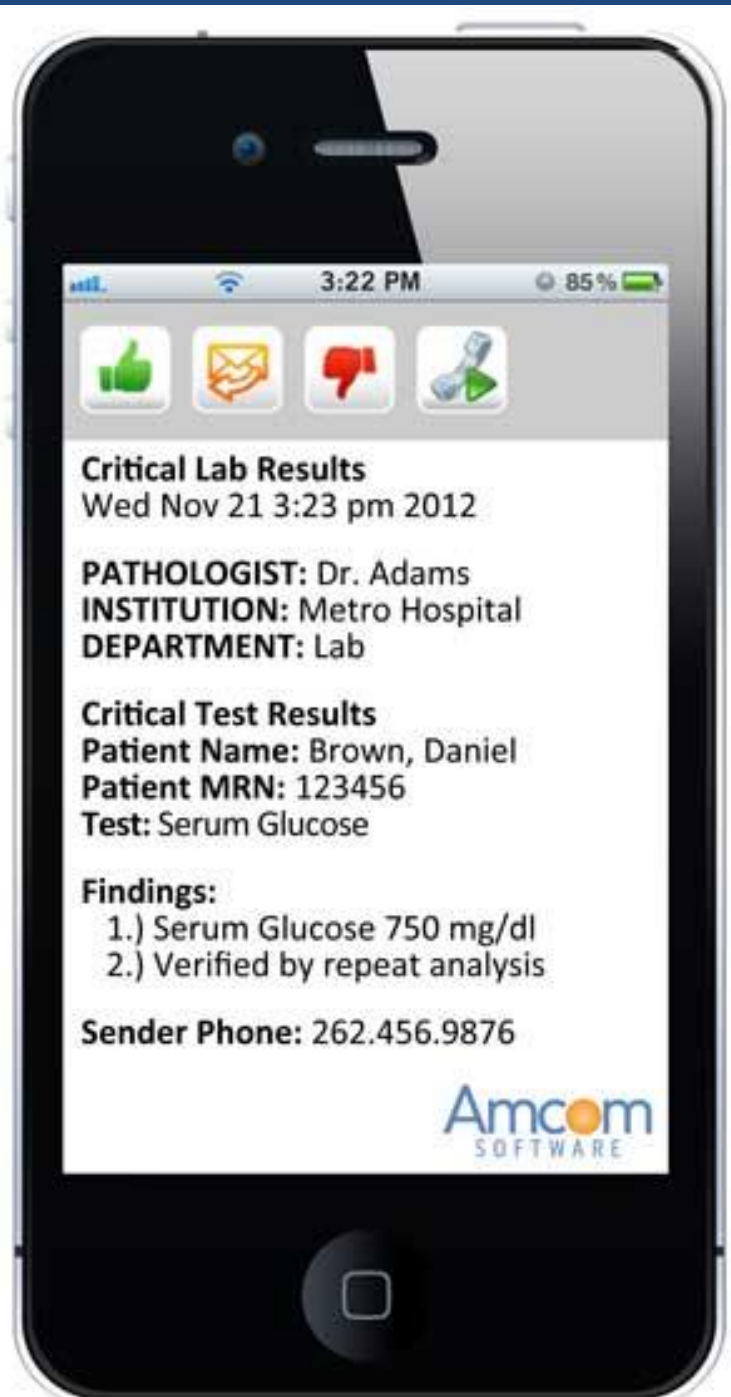 3:22 PM 85%
Critical Lab Results
Wed Nov 21 3:23 pm 2012
PATHOLOGIST: Dr. Adams
INSTITUTION: Metro Hospital
DEPARTMENT: Lab
Critical Test Results
Patient Name: Brown, Daniel
Patient MRN: 123456
Test: Serum Glucose
Findings:
1.) Serum Glucose 750 mg/dl
2.) Verified by repeat analysis
Sender Phone: 262.456.9876
Amcom
SOFTWARE